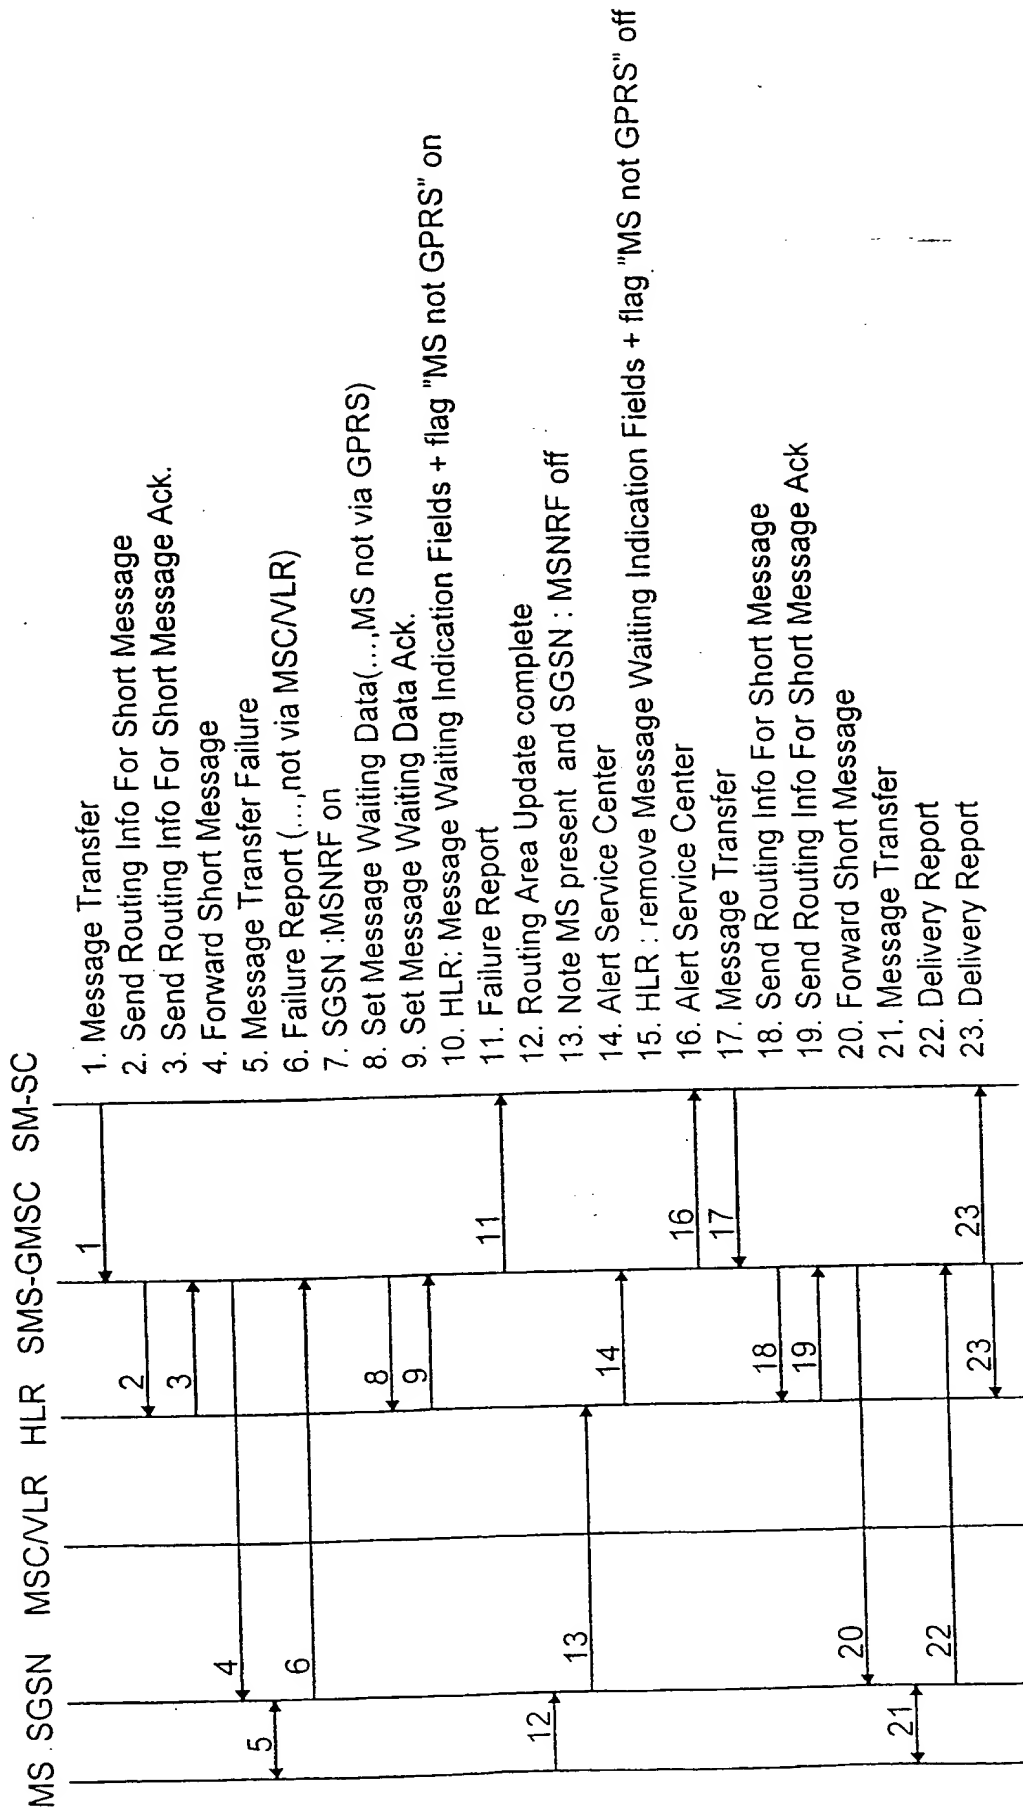 MS SGSN MSC/VLR HLR SMS-GMSC SM-SC
1. Message Transfer
2. Send Routing Info For Short Message
3. Send Routing Info For Short Message Ack.
4. Forward Short Message
5. Message Transfer Failure
6. Failure Report (...,not via MSC/VLR)
7. SGSN :MSNRF on
8. Set Message Waiting Data(...,MS not via GPRS)
9. Set Message Waiting Data Ack.
10. HLR: Message Waiting Indication Fields + flag "MS not GPRS" on
11. Failure Report
12. Routing Area Update complete
13. Note MS present and SGSN : MSNRF off
14. Alert Service Center
15. HLR : remove Message Waiting Indication Fields + flag "MS not GPRS" off
16. Alert Service Center
17. Message Transfer
18. Send Routing Info For Short Message
19. Send Routing Info For Short Message Ack
20. Forward Short Message
21. Message Transfer
22. Delivery Report
23. Delivery Report
1
2
3
4
5
6
8
9
11
12
13
14
16
17
18
19
20
21
22
23
23